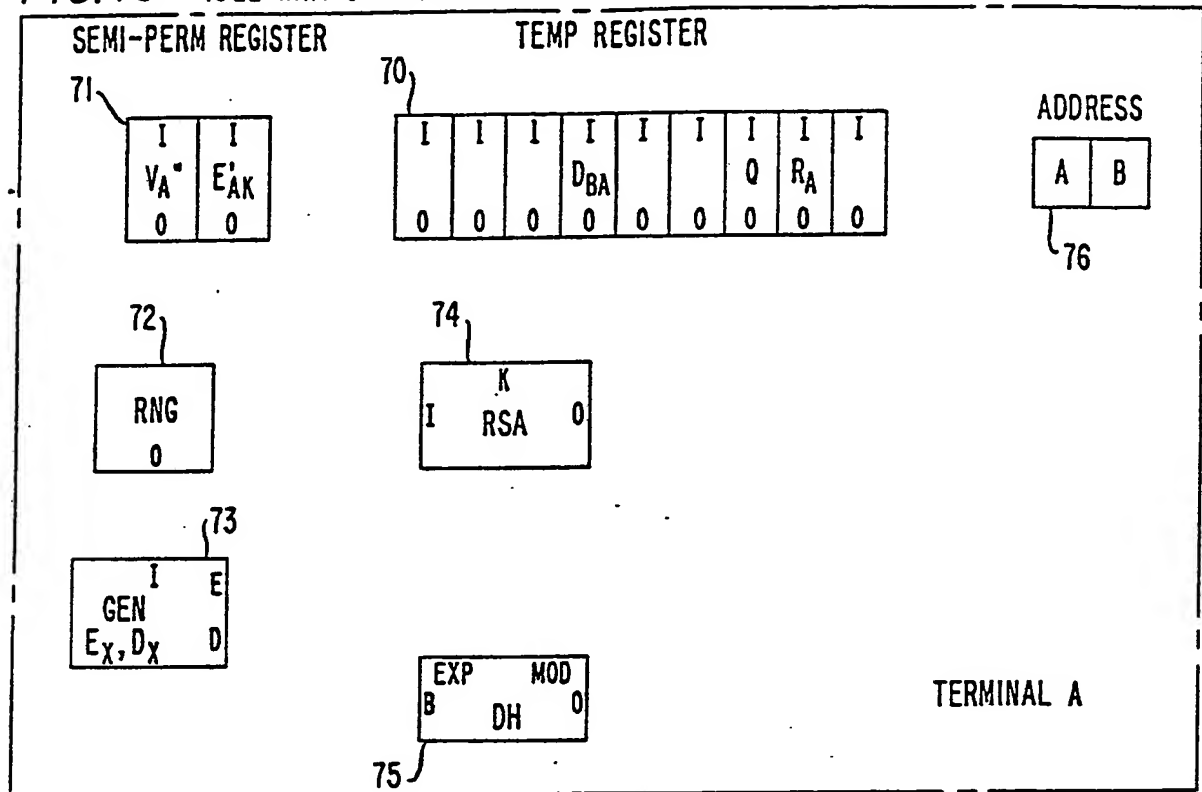 SEMI-PERM REGISTER
TEMP REGISTER
71
70
ADDRESS
I I
V_A" E'_AK
0 0
I 1 1 I I I I I I
D_BA Q R_A
0 0 0 0 0 0 0 0 0
A B
76
72
74
RNG
0
K
I RSA 0
73
I E
GEN
E_X, D_X D
EXP MOD
B 0
DH
75
TERMINAL A